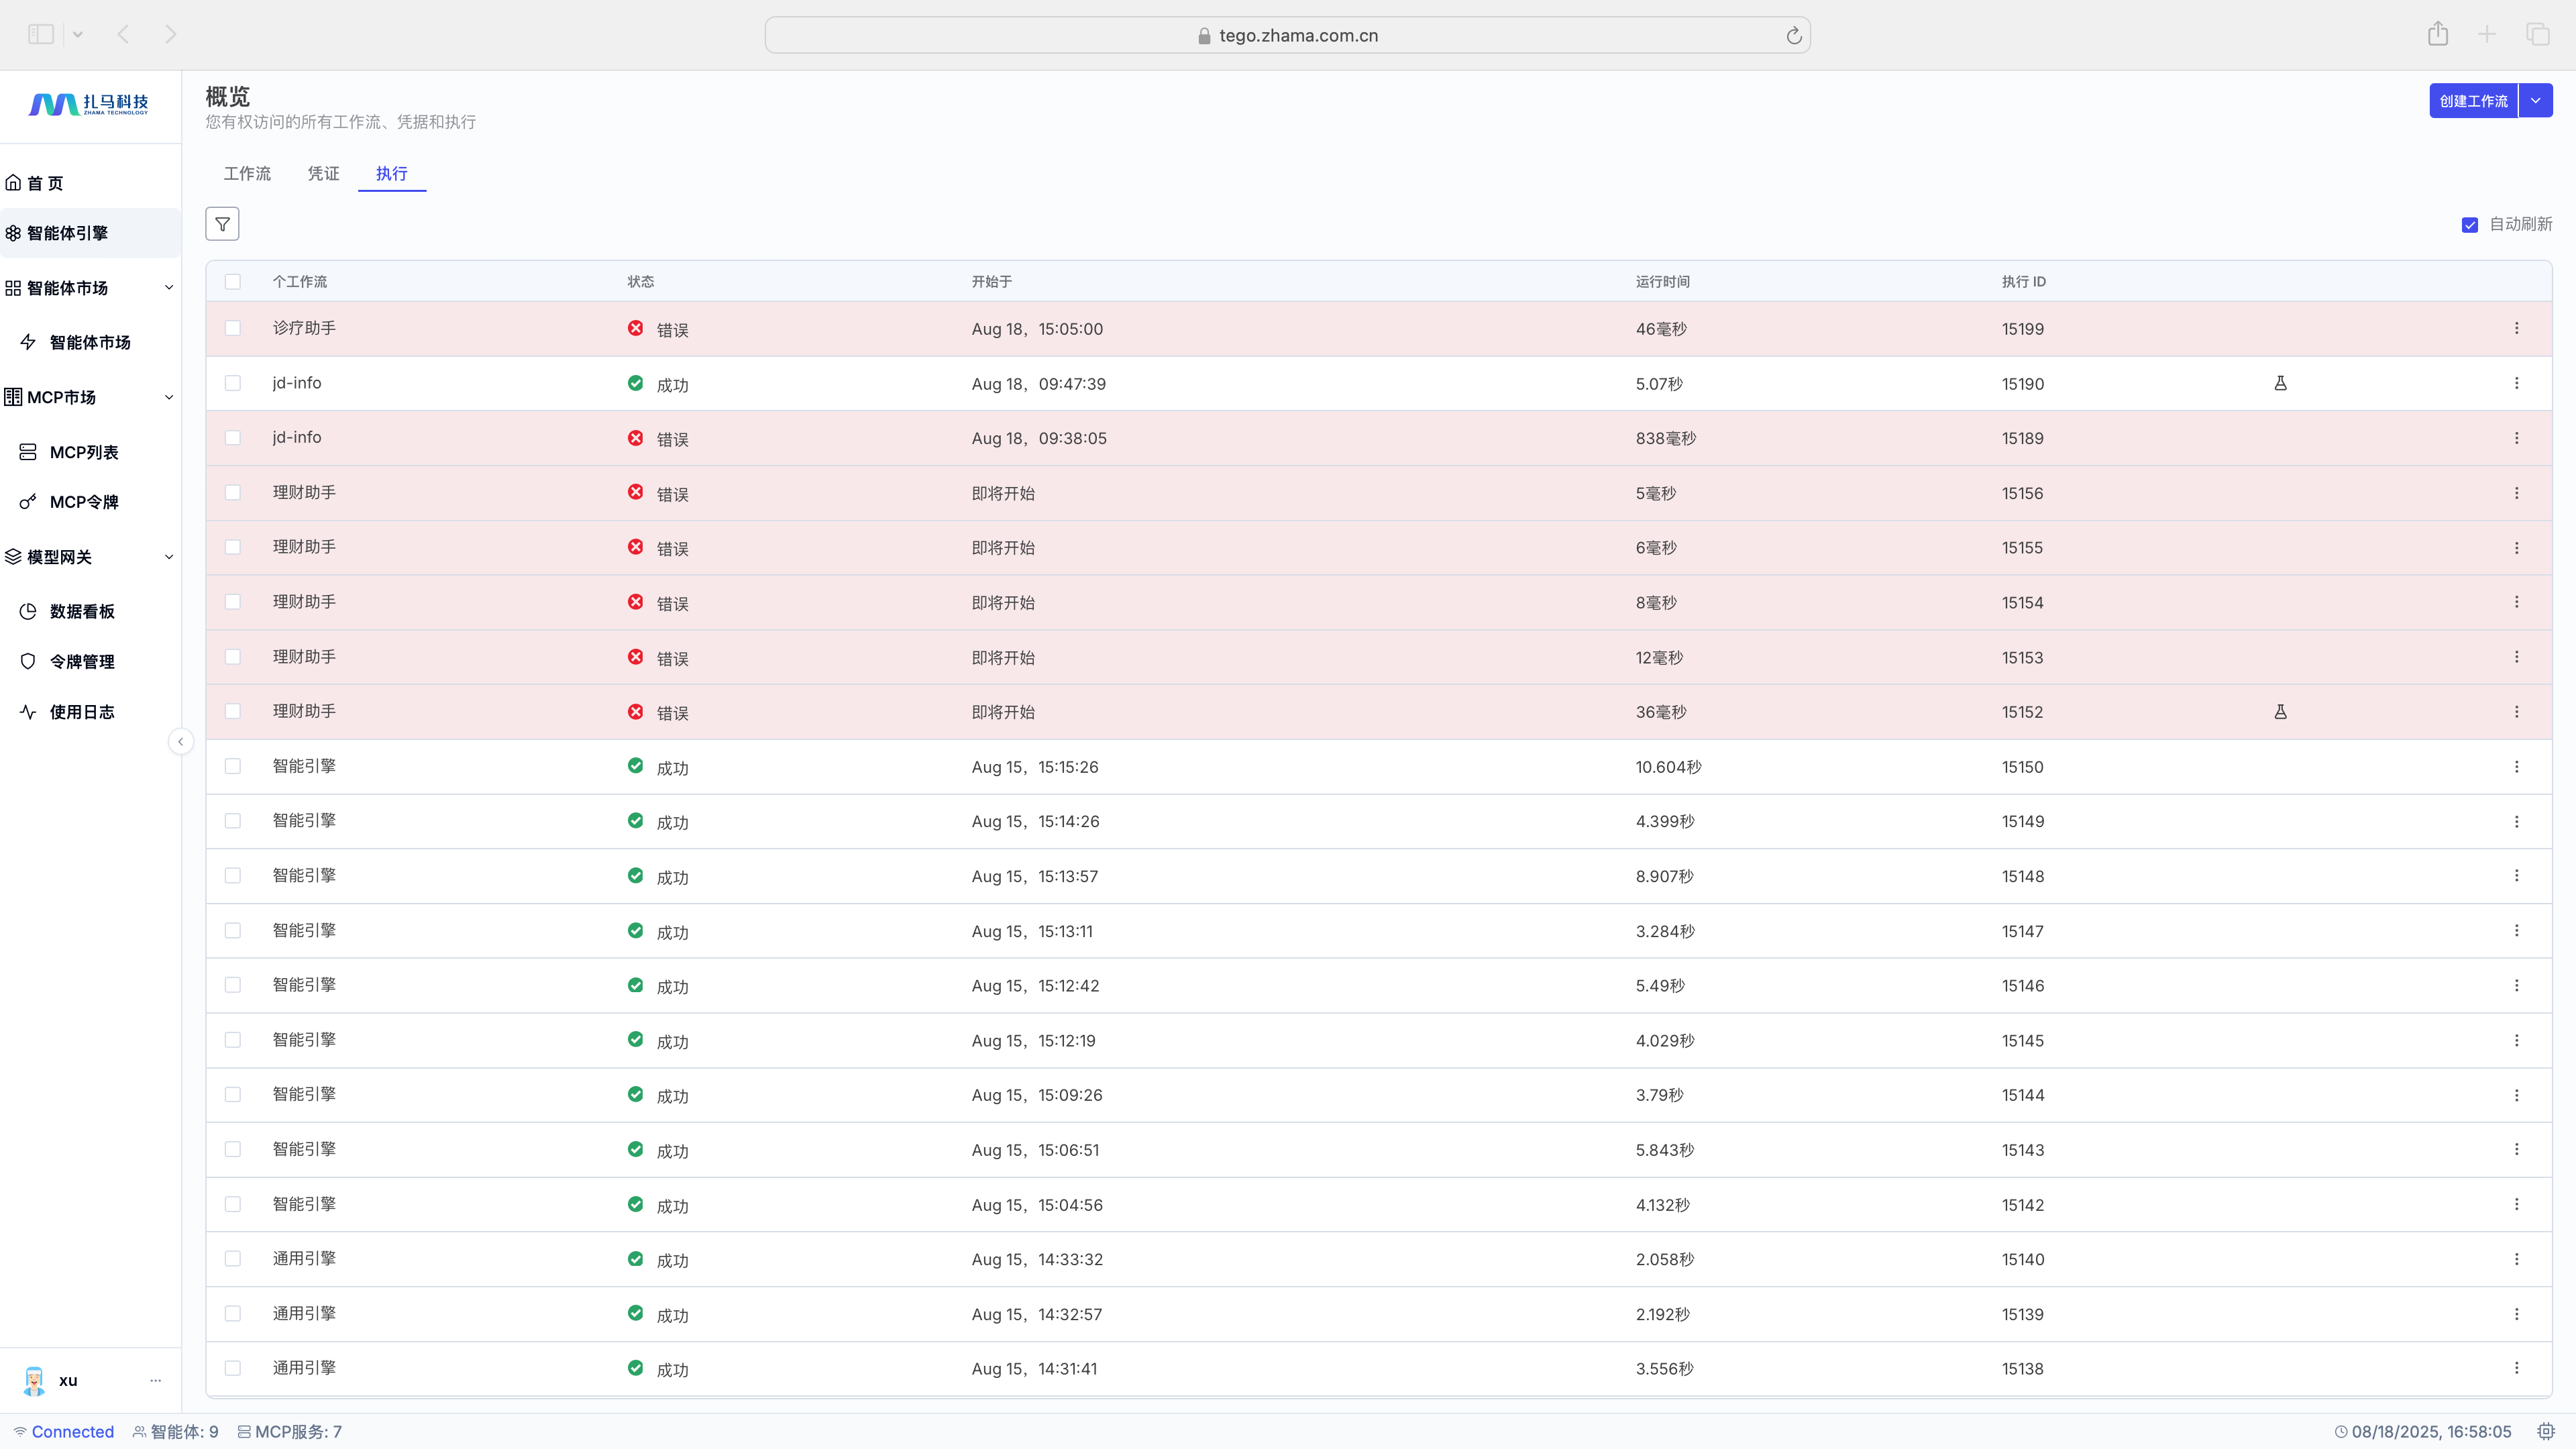 tego.zhama.com.cn
扎马科技
ZHAMA TECHNOLOGY
首 页
智能体引擎
智能体市场
智能体市场
MCP市场
MCP列表
MCP令牌
模型网关
数据看板
令牌管理
使用日志
xu
概览
您有权访问的所有工作流、凭据和执行
创建工作流
工作流 凭证 执行
自动刷新
个工作流 状态 开始于 运行时间 执行 ID
诊疗助手 错误 Aug 18, 15:05:00 46毫秒 15199
jd-info 成功 Aug 18, 09:47:39 5.07秒 15190
jd-info 错误 Aug 18, 09:38:05 838毫秒 15189
理财助手 错误 即将开始 5毫秒 15156
理财助手 错误 即将开始 6毫秒 15155
理财助手 错误 即将开始 8毫秒 15154
理财助手 错误 即将开始 12毫秒 15153
理财助手 错误 即将开始 36毫秒 15152
智能引擎 成功 Aug 15, 15:15:26 10.604秒 15150
智能引擎 成功 Aug 15, 15:14:26 4.399秒 15149
智能引擎 成功 Aug 15, 15:13:57 8.907秒 15148
智能引擎 成功 Aug 15, 15:13:11 3.284秒 15147
智能引擎 成功 Aug 15, 15:12:42 5.49秒 15146
智能引擎 成功 Aug 15, 15:12:19 4.029秒 15145
智能引擎 成功 Aug 15, 15:09:26 3.79秒 15144
智能引擎 成功 Aug 15, 15:06:51 5.843秒 15143
智能引擎 成功 Aug 15, 15:04:56 4.132秒 15142
通用引擎 成功 Aug 15, 14:33:32 2.058秒 15140
通用引擎 成功 Aug 15, 14:32:57 2.192秒 15139
通用引擎 成功 Aug 15, 14:31:41 3.556秒 15138
Connected 智能体: 9 MCP服务: 7 08/18/2025, 16:58:05